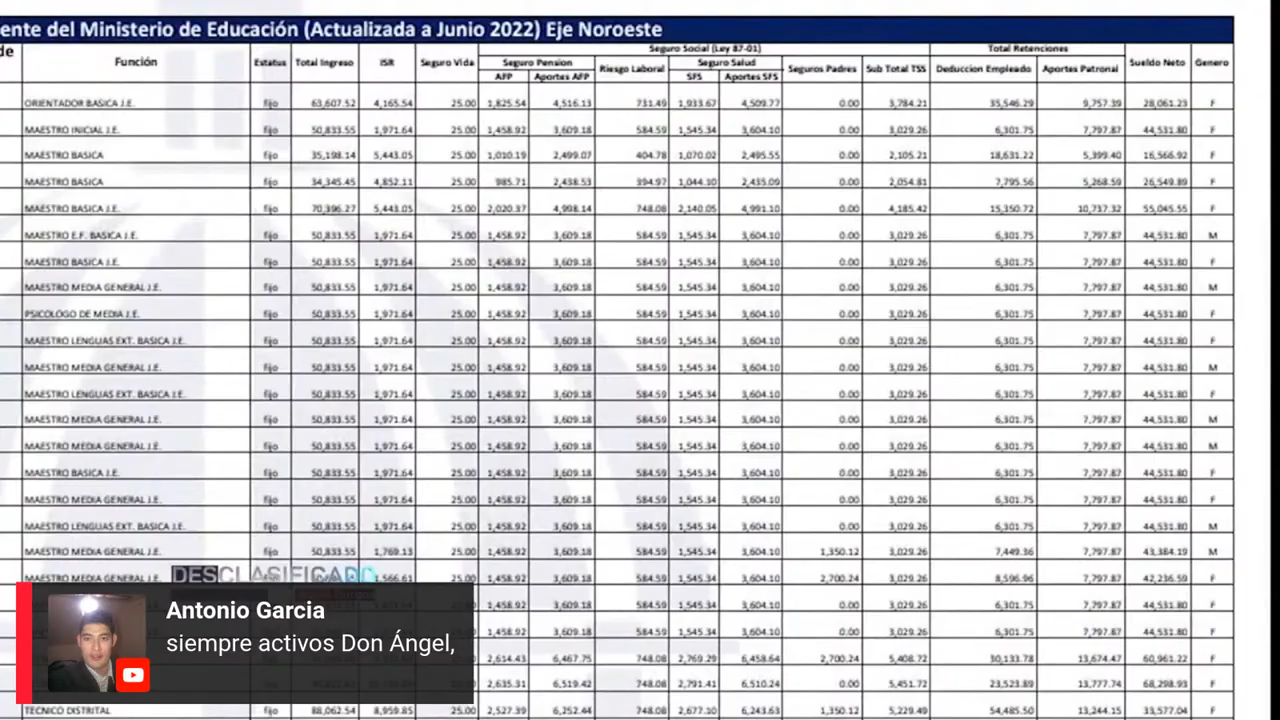 ente del Ministerio de Educación (Actualizada a Junio 2022) Eje Noroeste
de Función Estatus Total Ingreso ISR Seguro Vida Seguro Social (Ley 87-01) Total Retenciones Sueldo Neto Genero
Seguro Pension Riesgo Laboral Seguro Salud Seguros Padres Sub Total TSS Deduccion Empleado Aportes Patronal
AFP Aportes AFP SFS Aportes SFS
ORIENTADOR BASICA J.E. fijo 63,607.52 4,165.54 25.00 1,825.54 4,516.13 731.49 1,933.67 4,509.77 0.00 3,784.21 35,546.29 9,757.39 28,061.23 F
MAESTRO INICIAL J.E. fijo 50,833.55 1,971.64 25.00 1,458.92 3,609.18 584.59 1,545.34 3,604.10 0.00 3,029.26 6,301.75 7,797.87 44,531.80 F
MAESTRO BASICA fijo 35,198.14 5,443.05 25.00 1,010.19 2,499.07 404.78 1,070.02 2,495.55 0.00 2,105.21 18,631.22 5,399.40 16,566.92 F
MAESTRO BASICA fijo 34,345.45 4,852.11 25.00 985.71 2,438.53 394.97 1,044.10 2,435.09 0.00 2,054.81 7,795.56 5,268.59 26,549.89 F
MAESTRO BASICA J.E. fijo 70,396.27 5,443.05 25.00 2,020.37 4,998.14 748.08 2,140.05 4,991.10 0.00 4,185.42 15,350.72 10,737.32 55,045.55 F
MAESTRO E.F. BASICA J.E. fijo 50,833.55 1,971.64 25.00 1,458.92 3,609.18 584.59 1,545.34 3,604.10 0.00 3,029.26 6,301.75 7,797.87 44,531.80 M
MAESTRO BASICA J.E. fijo 50,833.55 1,971.64 25.00 1,458.92 3,609.18 584.59 1,545.34 3,604.10 0.00 3,029.26 6,301.75 7,797.87 44,531.80 F
MAESTRO MEDIA GENERAL J.E. fijo 50,833.55 1,971.64 25.00 1,458.92 3,609.18 584.59 1,545.34 3,604.10 0.00 3,029.26 6,301.75 7,797.87 44,531.80 M
PSICOLOGO DE MEDIA J.E. fijo 50,833.55 1,971.64 25.00 1,458.92 3,609.18 584.59 1,545.34 3,604.10 0.00 3,029.26 6,301.75 7,797.87 44,531.80 F
MAESTRO LENGUAS EXT. BASICA J.E. fijo 50,833.55 1,971.64 25.00 1,458.92 3,609.18 584.59 1,545.34 3,604.10 0.00 3,029.26 6,301.75 7,797.87 44,531.80 F
MAESTRO MEDIA GENERAL J.E. fijo 50,833.55 1,971.64 25.00 1,458.92 3,609.18 584.59 1,545.34 3,604.10 0.00 3,029.26 6,301.75 7,797.87 44,531.80 M
MAESTRO LENGUAS EXT. BASICA J.E. fijo 50,833.55 1,971.64 25.00 1,458.92 3,609.18 584.59 1,545.34 3,604.10 0.00 3,029.26 6,301.75 7,797.87 44,531.80 F
MAESTRO MEDIA GENERAL J.E. fijo 50,833.55 1,971.64 25.00 1,458.92 3,609.18 584.59 1,545.34 3,604.10 0.00 3,029.26 6,301.75 7,797.87 44,531.80 M
MAESTRO MEDIA GENERAL J.E. fijo 50,833.55 1,971.64 25.00 1,458.92 3,609.18 584.59 1,545.34 3,604.10 0.00 3,029.26 6,301.75 7,797.87 44,531.80 M
MAESTRO BASICA J.E. fijo 50,833.55 1,971.64 25.00 1,458.92 3,609.18 584.59 1,545.34 3,604.10 0.00 3,029.26 6,301.75 7,797.87 44,531.80 F
MAESTRO MEDIA GENERAL J.E. fijo 50,833.55 1,971.64 25.00 1,458.92 3,609.18 584.59 1,545.34 3,604.10 0.00 3,029.26 6,301.75 7,797.87 44,531.80 F
MAESTRO LENGUAS EXT. BASICA J.E. fijo 50,833.55 1,971.64 25.00 1,458.92 3,609.18 584.59 1,545.34 3,604.10 0.00 3,029.26 6,301.75 7,797.87 44,531.80 M
MAESTRO MEDIA GENERAL J.E. fijo 50,833.55 1,769.13 25.00 1,458.92 3,609.18 584.59 1,545.34 3,604.10 1,350.12 3,029.26 7,449.36 7,797.87 43,384.19 M
MAESTRO MEDIA GENERAL J.E. 25.00 1,458.92 3,609.18 584.59 1,545.34 3,604.10 2,700.24 3,029.26 8,596.96 7,797.87 42,236.59 F
DESCLASIFICADO
1,458.92 3,609.18 584.59 1,545.34 3,604.10 0.00 3,029.26 6,301.75 7,797.87 44,531.80 F
1,458.92 3,609.18 584.59 1,545.34 3,604.10 0.00 3,029.26 6,301.75 7,797.87 44,531.80 F
2,614.43 6,467.75 748.08 2,769.29 6,458.64 2,700.24 5,408.72 30,133.78 13,674.47 60,961.22 F
2,635.31 6,519.42 748.08 2,791.41 6,510.24 0.00 5,451.72 23,523.89 13,777.74 68,298.93 F
TECNICO DISTRITAL fijo 88,062.54 8,959.85 25.00 2,527.39 6,252.44 748.08 2,677.10 6,243.63 1,350.12 5,229.49 54,485.50 13,244.15 33,577.04 F
Antonio Garcia
siempre activos Don Ángel,